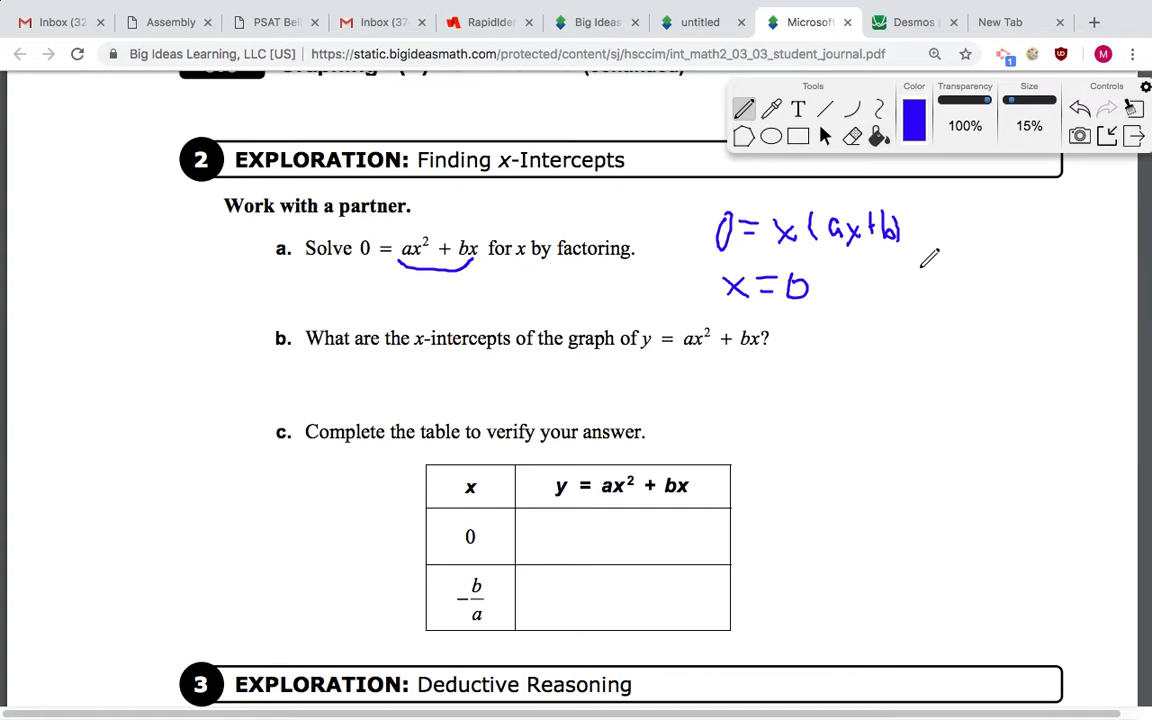 Inbox (32
Assembly
PSAT Bel
Inbox (37
RapidIder
Big Ideas
untitled
Microsoft
Desmos
New Tab
Big Ideas Learning, LLC [US]
https://static.bigideasmath.com/protected/content/sj/hsccim/int_math2_03_03_student_journal.pdf
1
M
(continued)
Tools
Color
Transparency
Size
Controls
T
100%
15%
2 EXPLORATION: Finding x-Intercepts
Work with a partner.
0 = x(ax+b)
a. Solve 0 = ax² + bx for x by factoring.
x = 0
b. What are the x-intercepts of the graph of y = ax² + bx?
c. Complete the table to verify your answer.
x y = ax² + bx
0
−b/a
3 EXPLORATION: Deductive Reasoning